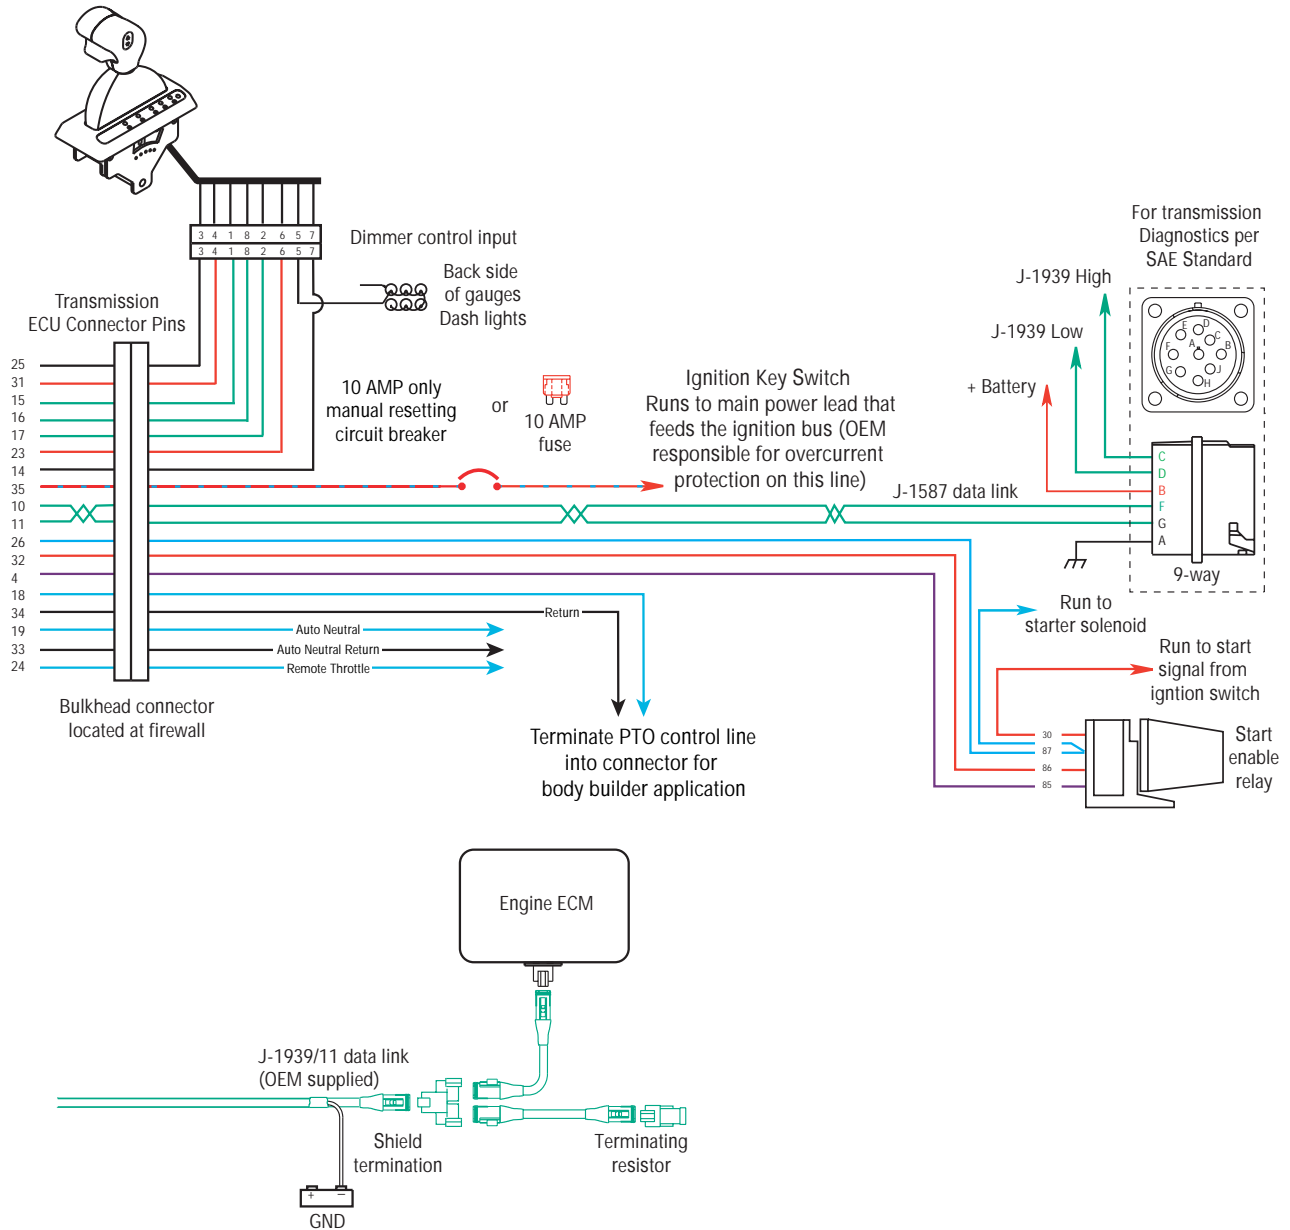 3 4 1 8 2 6 5 7
3 4 1 8 2 6 5 7
Dimmer control input
Back side
of gauges
Dash lights
Transmission
ECU Connector Pins
25
31
15
16
17
23
14
35
10
11
26
32
4
18
34
19
33
24
10 AMP only
manual resetting
circuit breaker
or
10 AMP
fuse
Ignition Key Switch
Runs to main power lead that
feeds the ignition bus (OEM
responsible for overcurrent
protection on this line)
J-1587 data link
For transmission
Diagnostics per
SAE Standard
J-1939 High
J-1939 Low
+ Battery
E D C
F A B
G J
H
C
D
B
F
G
A
9-way
Return
Auto Neutral
Auto Neutral Return
Remote Throttle
Bulkhead connector
located at firewall
Terminate PTO control line
into connector for
body builder application
Run to
starter solenoid
Run to start
signal from
igntion switch
30
87
86
85
Start
enable
relay
Engine ECM
J-1939/11 data link
(OEM supplied)
Shield
termination
Terminating
resistor
+ –
GND